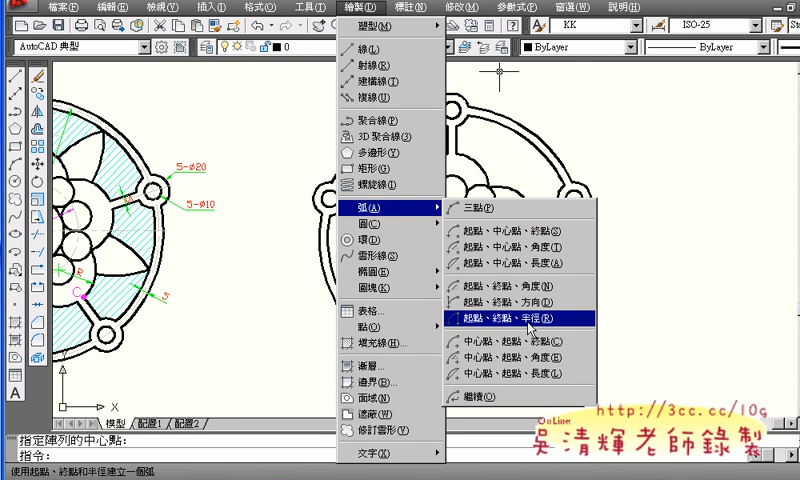 檔案(F) 編輯(E) 檢視(V) 插入(I) 格式(O) 工具(T) 繪製(D) 標註(N) 修改(M) 參數式(P) 窗選(W) 說明(H)
KK ISO-25
AutoCAD 典型 0 ByLayer ByLayer
塑型(M)
線(L)
射線(R)
建構線(T)
複線(U)
聚合線(P)
3D 聚合線(3)
多邊形(Y)
矩形(G)
螺旋線(I)
弧(A)
圓(C)
環(D)
雲形線(S)
橢圓(E)
圖塊(K)
表格...
點(O)
填充線(H)...
漸層...
邊界(B)...
面域(N)
遮蔽(W)
修訂雲形(V)
文字(X)
三點(P)
起點、中心點、終點(S)
起點、中心點、角度(T)
起點、中心點、長度(A)
起點、終點、角度(N)
起點、終點、方向(D)
起點、終點、半徑(R)
中心點、起點、終點(C)
中心點、起點、角度(E)
中心點、起點、長度(L)
繼續(O)
5-Ø20
5-Ø10
R
5
C
Y
X
A
模型 配置1 配置2
指定陣列的中心點:
指令:
使用起點、終點和半徑建立一個弧
http://3cc.cc/10g
OnLine
吳清輝老師錄製